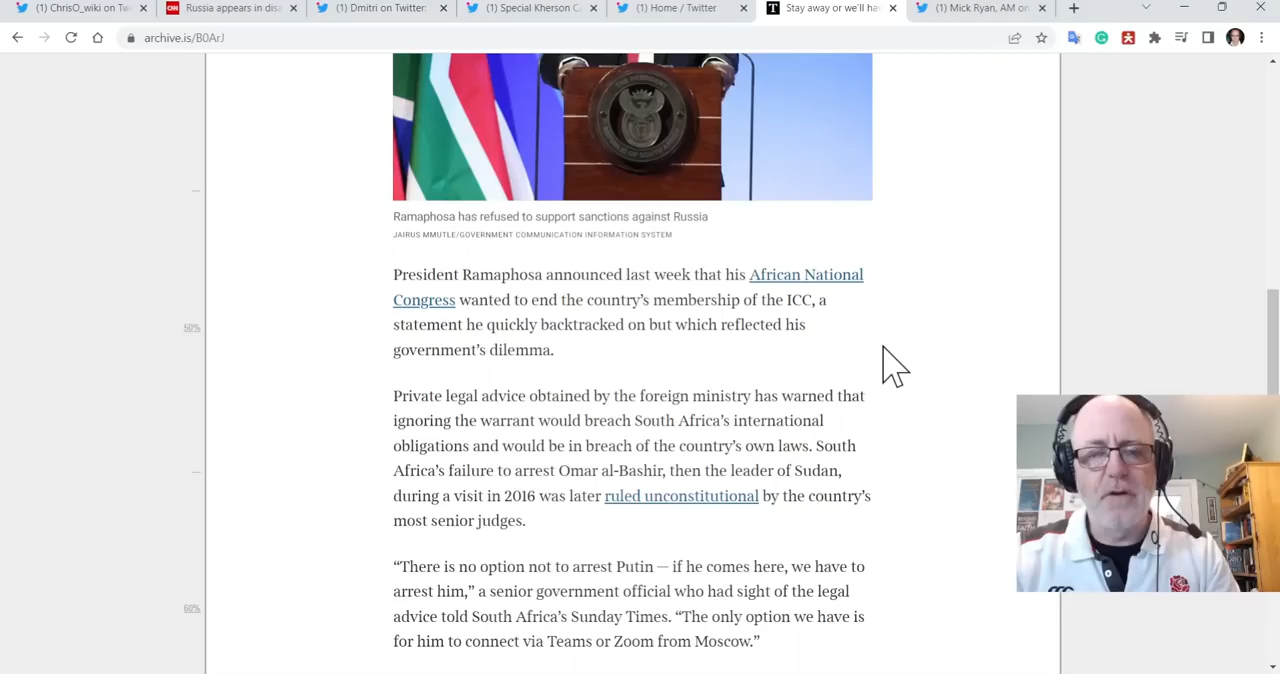 (1) ChrisO_wiki on Tw
Russia appears in disa
(1) Dmitri on Twitter:
(1) Special Kherson C
(1) Home / Twitter
Stay away or we'll hav
(1) Mick Ryan, AM on
archive.is/B0ArJ
Ramaphosa has refused to support sanctions against Russia
JAIRUS MMUTLE/GOVERNMENT COMMUNICATION INFORMATION SYSTEM
President Ramaphosa announced last week that his African National
Congress wanted to end the country’s membership of the ICC, a
50%
statement he quickly backtracked on but which reflected his
government’s dilemma.
Private legal advice obtained by the foreign ministry has warned that
ignoring the warrant would breach South Africa’s international
obligations and would be in breach of the country’s own laws. South
Africa’s failure to arrest Omar al-Bashir, then the leader of Sudan,
during a visit in 2016 was later ruled unconstitutional by the country’s
most senior judges.
“There is no option not to arrest Putin — if he comes here, we have to
arrest him,” a senior government official who had sight of the legal
60%
advice told South Africa’s Sunday Times. “The only option we have is
for him to connect via Teams or Zoom from Moscow.”